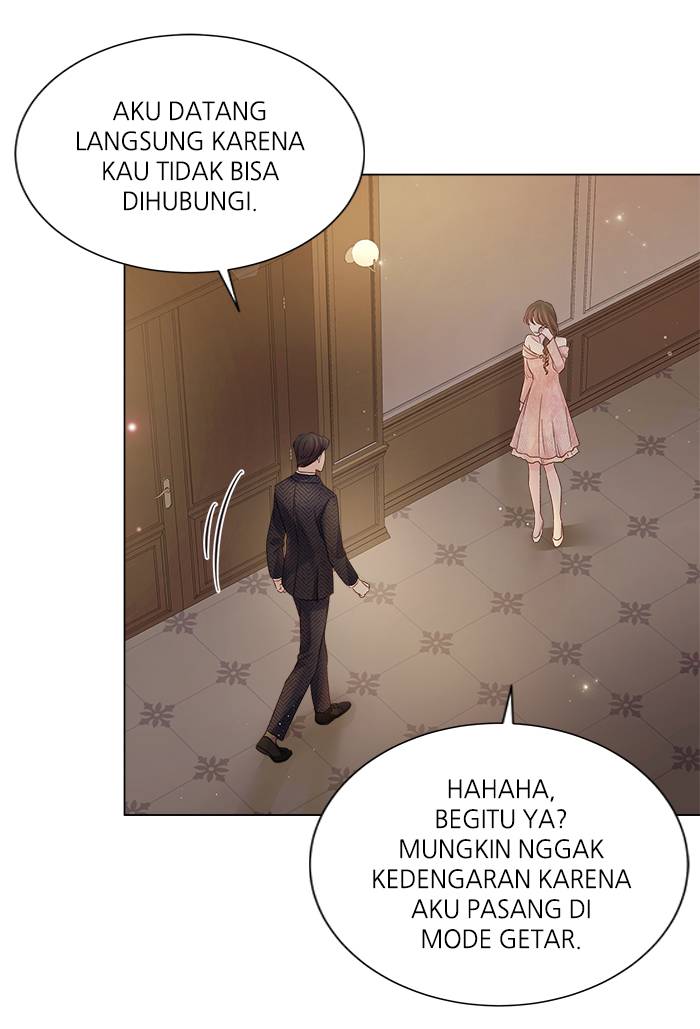 AKU DATANG
LANGSUNG KARENA
KAU TIDAK BISA
DIHUBUNGI.
HAHAHA,
BEGITU YA?
MUNGKIN NGGAK
KEDENGARAN KARENA
AKU PASANG DI
MODE GETAR.